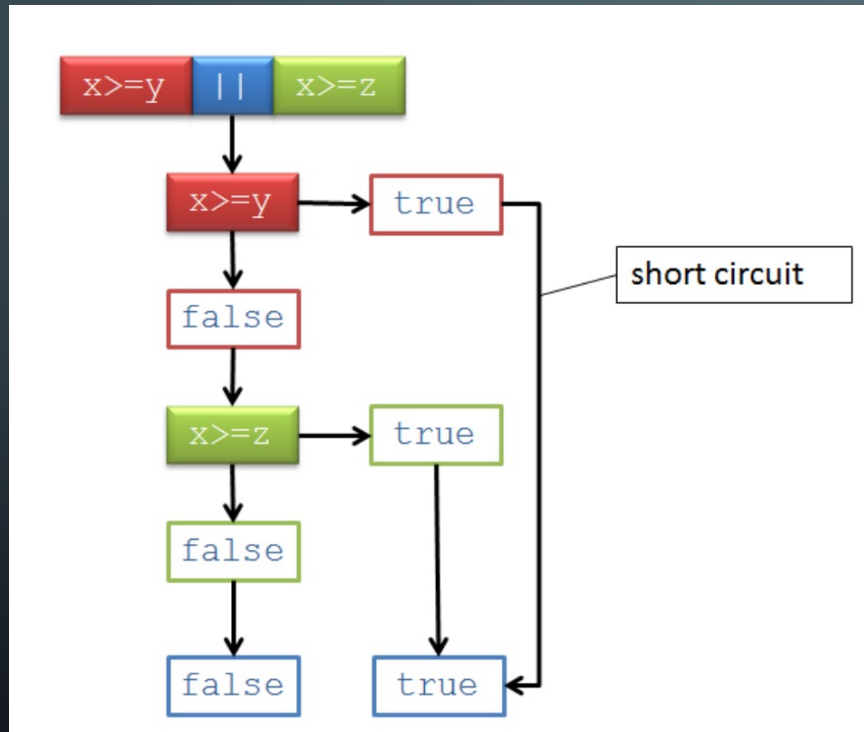 x>=y || x>=z
x>=y true
short circuit
false
x>=z true
false
false true